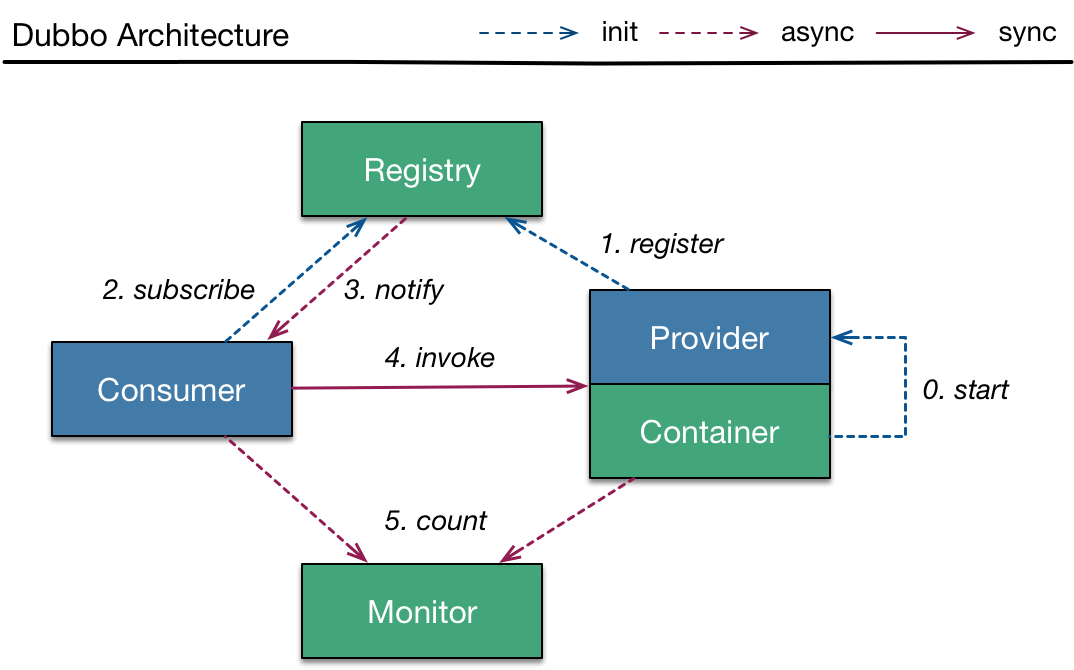 Dubbo Architecture
init
async
sync
Registry
1. register
2. subscribe
3. notify
Provider
4. invoke
Consumer
0. start
Container
5. count
Monitor